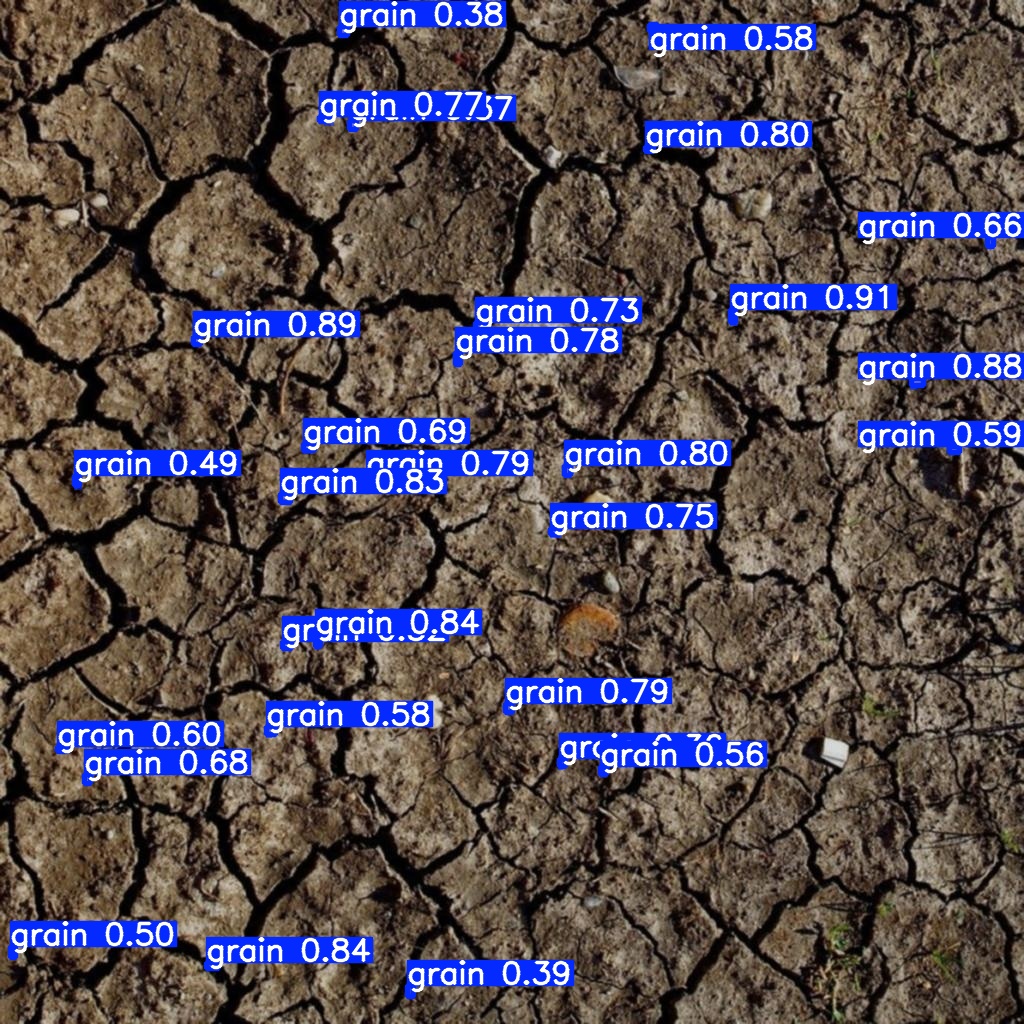 grain 0.38
grain 0.58
grain 0.77
grain 0.80
grain 0.66
grain 0.91
grain 0.73
grain 0.89
grain 0.78
grain 0.88
grain 0.69
grain 0.59
grain 0.80
grain 0.49
grain 0.79
grain 0.83
grain 0.75
grain 0.84
grain 0.79
grain 0.58
grain 0.60
grain 0.56
grain 0.68
grain 0.50
grain 0.84
grain 0.39